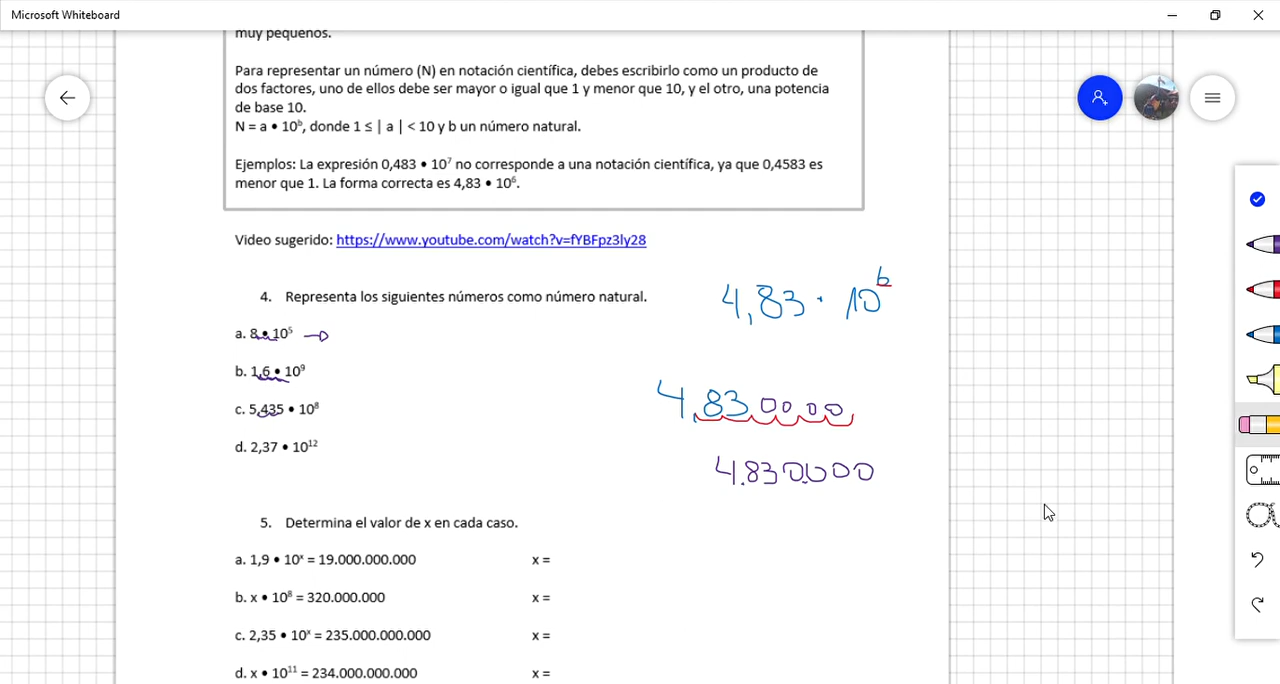 Microsoft Whiteboard
muy pequeños.
Para representar un número (N) en notación científica, debes escribirlo como un producto de
dos factores, uno de ellos debe ser mayor o igual que 1 y menor que 10, y el otro, una potencia
de base 10.
N = a • 10ᵇ, donde 1 ≤ | a | < 10 y b un número natural.
Ejemplos: La expresión 0,483 • 10⁷ no corresponde a una notación científica, ya que 0,4583 es
menor que 1. La forma correcta es 4,83 • 10⁶.
Video sugerido: https://www.youtube.com/watch?v=fYBFpz3ly28
4. Representa los siguientes números como número natural.
4,83 · 10⁶
a. 8 • 10⁵
b. 1,6 • 10⁹
c. 5,435 • 10⁸
4,830000
d. 2,37 • 10¹²
4.830.000
5. Determina el valor de x en cada caso.
a. 1,9 • 10ˣ = 19.000.000.000 x =
b. x • 10⁸ = 320.000.000 x =
c. 2,35 • 10ˣ = 235.000.000.000 x =
d. x • 10¹¹ = 234.000.000.000 x =